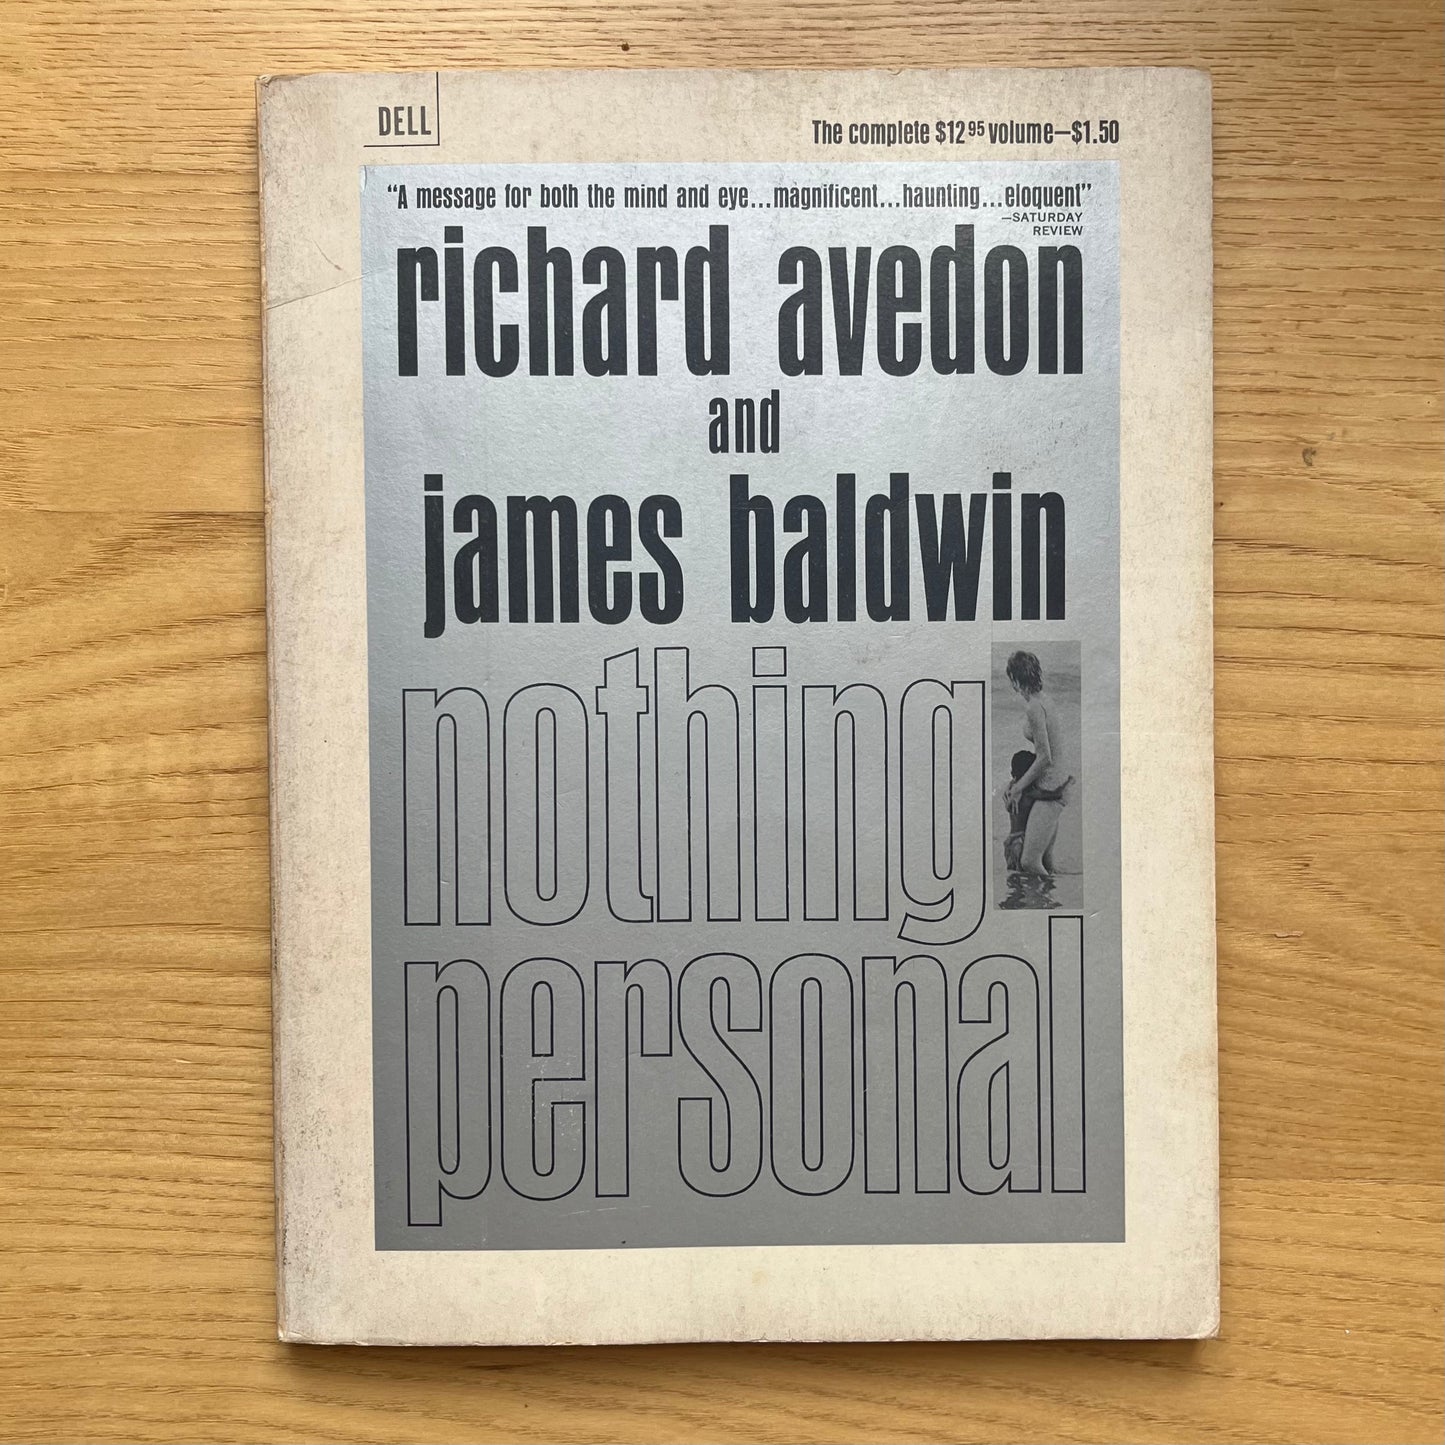 DELL
The complete $12 95 volume—$1.50
“A message for both the mind and eye...magnificent...haunting...eloquent”
—SATURDAY
REVIEW
richard avedon
and
james baldwin
nothing
personal